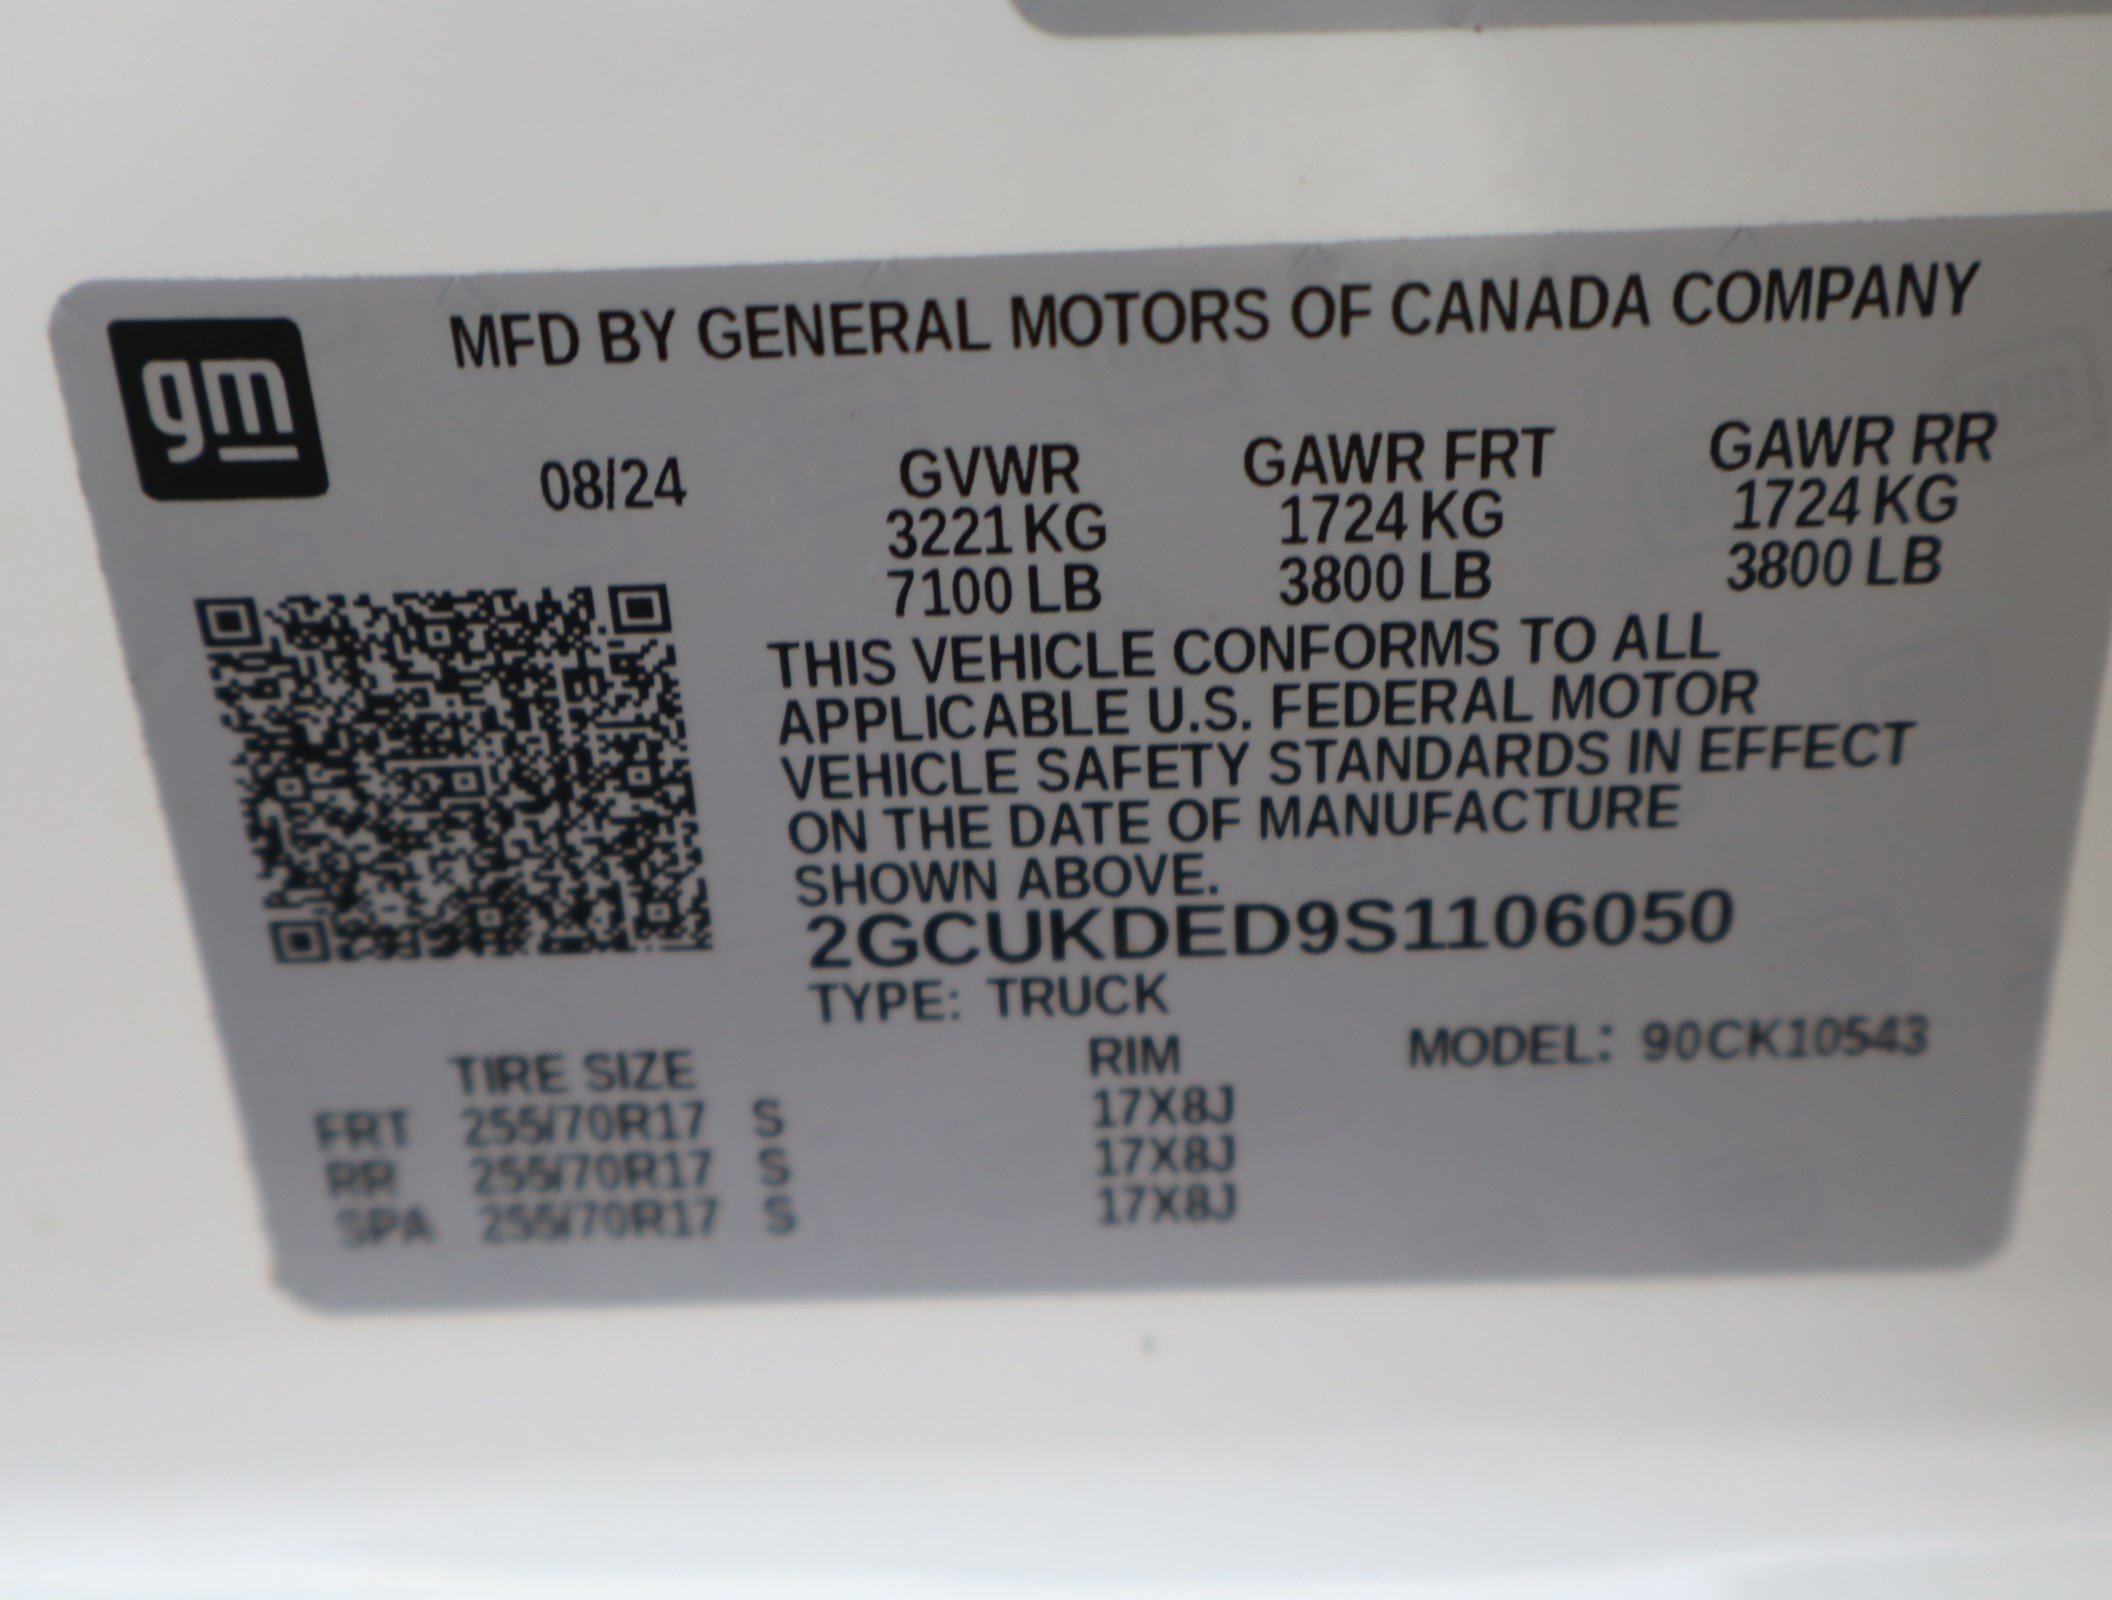 gm
MFD BY GENERAL MOTORS OF CANADA COMPANY
08/24 GVWR GAWR FRT GAWR RR
3221 KG 1724 KG 1724 KG
7100 LB 3800 LB 3800 LB
THIS VEHICLE CONFORMS TO ALL
APPLICABLE U.S. FEDERAL MOTOR
VEHICLE SAFETY STANDARDS IN EFFECT
ON THE DATE OF MANUFACTURE
SHOWN ABOVE.
2GCUKDED9S1106050
TYPE: TRUCK
TIRE SIZE RIM MODEL: 90CK10543
FRT 255/70R17 S 17X8J
RR 255/70R17 S 17X8J
SPA 255/70R17 S 17X8J